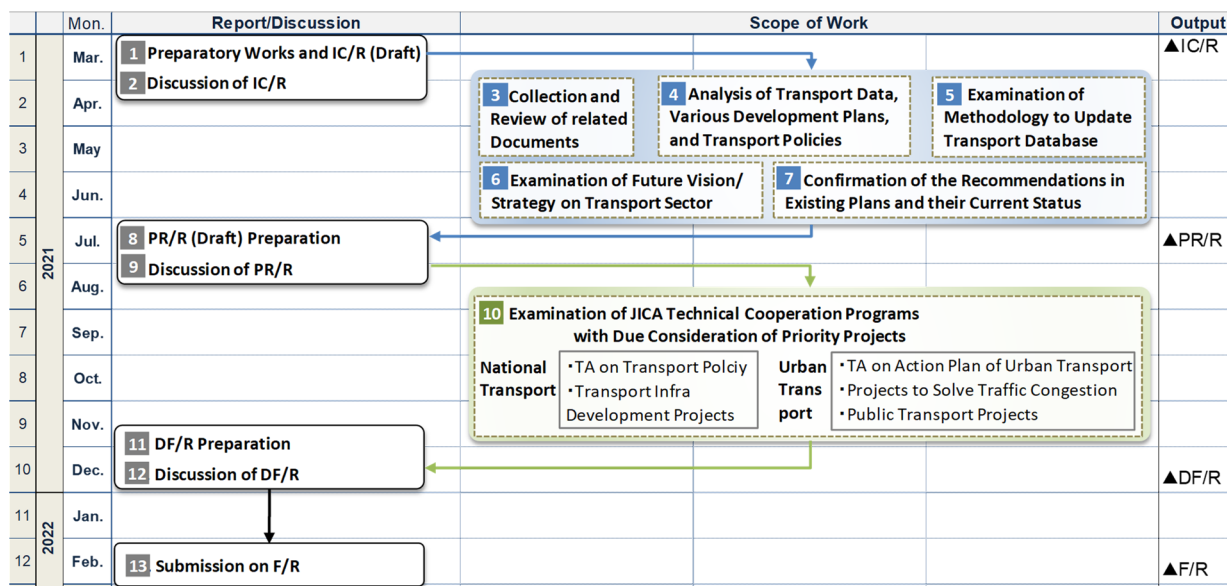 Mon.
Report/Discussion
Scope of Work
Output
2021
2022
1
Mar.
2
Apr.
3
May
4
Jun.
5
Jul.
6
Aug.
7
Sep.
8
Oct.
9
Nov.
10
Dec.
11
Jan.
12
Feb.
1 Preparatory Works and IC/R (Draft)
2 Discussion of IC/R
▲IC/R
3 Collection and
Review of related
Documents
4 Analysis of Transport Data,
Various Development Plans,
and Transport Policies
5 Examination of
Methodology to Update
Transport Database
6 Examination of Future Vision/
Strategy on Transport Sector
7 Confirmation of the Recommendations in
Existing Plans and their Current Status
8 PR/R (Draft) Preparation
9 Discussion of PR/R
▲PR/R
10 Examination of JICA Technical Cooperation Programs
with Due Consideration of Priority Projects
National
Transport
・TA on Transport Polciy
・Transport Infra
Development Projects
Urban
Trans
port
・TA on Action Plan of Urban Transport
・Projects to Solve Traffic Congestion
・Public Transport Projects
11 DF/R Preparation
12 Discussion of DF/R
▲DF/R
13 Submission on F/R
▲F/R